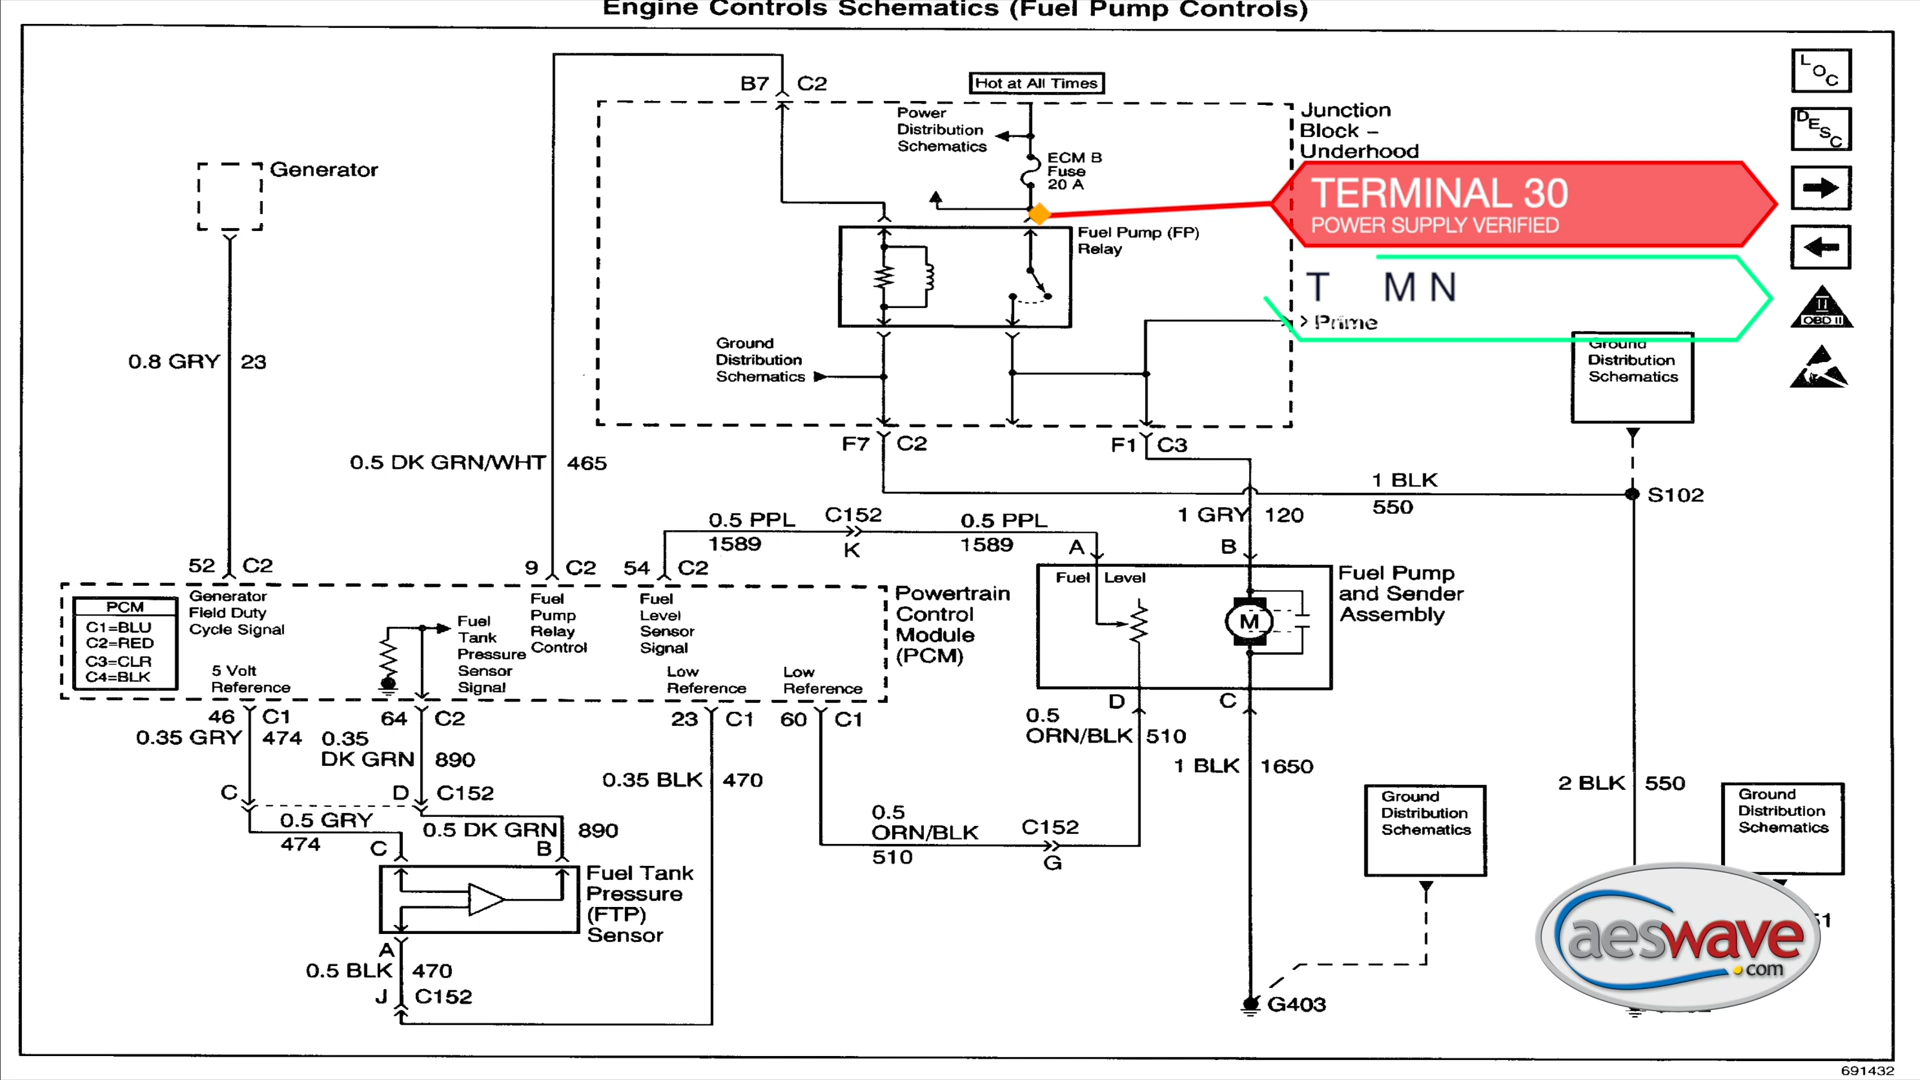 Engine Controls Schematics (Fuel Pump Controls)
B7 C2
Hot at All Times
Power
Distribution
Schematics
ECM B
Fuse
20 A
Junction
Block –
Underhood
LOC
DESC
Generator
TERMINAL 30
POWER SUPPLY VERIFIED
Fuel Pump (FP)
Relay
T MN
Prime
II
OBD II
Ground
Distribution
Schematics
Ground
Distribution
Schematics
0.8 GRY 23
F7 C2
F1 C3
0.5 DK GRN/WHT 465
1 BLK
550
S102
0.5 PPL
1589
C152
K
0.5 PPL
1589
1 GRY 120
A
B
52 C2
9 C2
54 C2
PCM
C1=BLU
C2=RED
C3=CLR
C4=BLK
Generator
Field Duty
Cycle Signal
5 Volt
Reference
Fuel
Tank
Pressure
Sensor
Signal
Fuel
Pump
Relay
Control
Fuel
Level
Sensor
Signal
Low
Reference
Low
Reference
Powertrain
Control
Module
(PCM)
Fuel Level
M
Fuel Pump
and Sender
Assembly
46 C1
64 C2
23 C1
60 C1
D
C
0.35 GRY 474
0.35
DK GRN 890
0.35 BLK 470
0.5
ORN/BLK 510
1 BLK 1650
2 BLK 550
C
D C152
0.5 GRY
474
0.5 DK GRN 890
C
B
0.5
ORN/BLK
510
C152
G
Ground
Distribution
Schematics
Ground
Distribution
Schematics
Fuel Tank
Pressure
(FTP)
Sensor
A
0.5 BLK 470
J C152
G403
51
aeswave
.com
691432